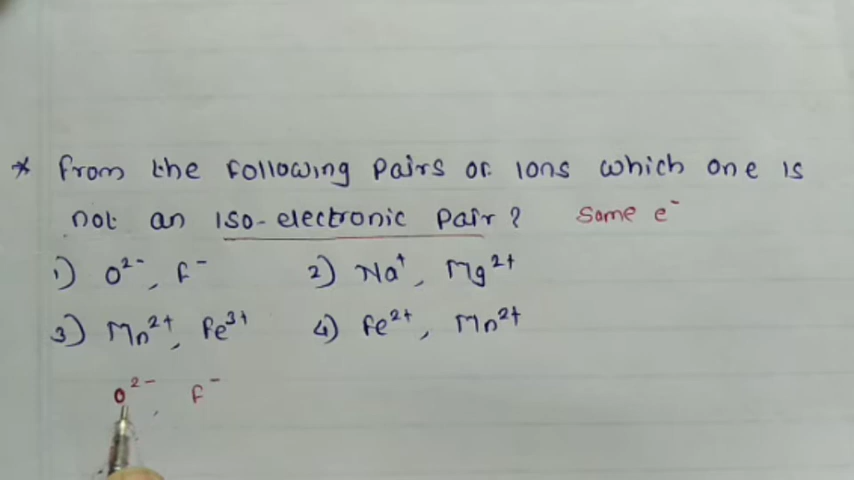 * From the following Pairs of Ions which one is
not an Iso-electronic Pair? Same e⁻
1) O²⁻, F⁻ 2) Na⁺, Mg²⁺
3) Mn²⁺, Fe³⁺ 4) Fe²⁺, Mn²⁺
O²⁻, F⁻